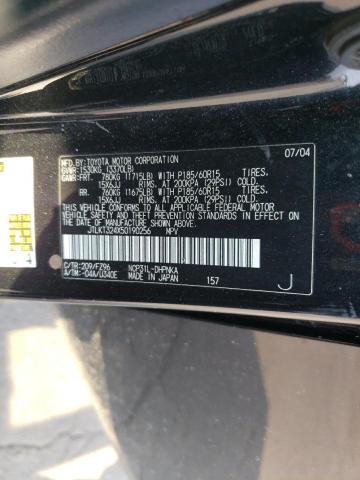 07/04
MFD. BY: TOYOTA MOTOR CORPORATION
GVWR: 1530KG (3370LB)
GAWR: FRT. 780KG (1715LB) WITH P185/60R15 TIRES,
15X6JJ RIMS, AT 200KPA (29PSI) COLD.
RR. 760KG (1675LB) WITH P185/60R15 TIRES,
15X6JJ RIMS, AT 200KPA (29PSI) COLD.
THIS VEHICLE CONFORMS TO ALL APPLICABLE FEDERAL MOTOR
VEHICLE SAFETY AND THEFT PREVENTION STANDARDS IN EFFECT
ON THE DATE OF MANUFACTURE SHOWN ABOVE.
JTLKT324X50190256 MPV
C/TR: 209/FZ96 NCP31L-DHPNKA
A/TM: -04A/U340E MADE IN JAPAN 157 J